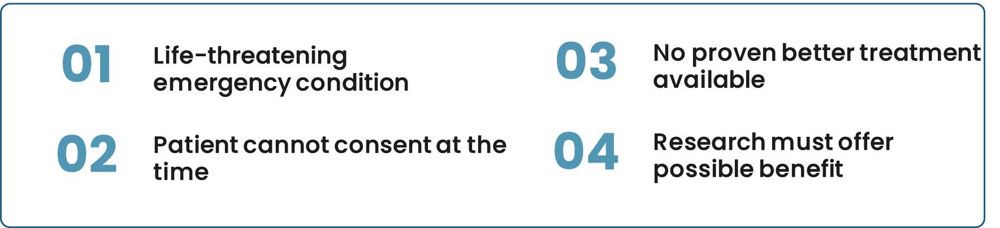 01
Life-threatening
emergency condition
02
Patient cannot consent at the
time
03
No proven better treatment
available
04
Research must offer
possible benefit